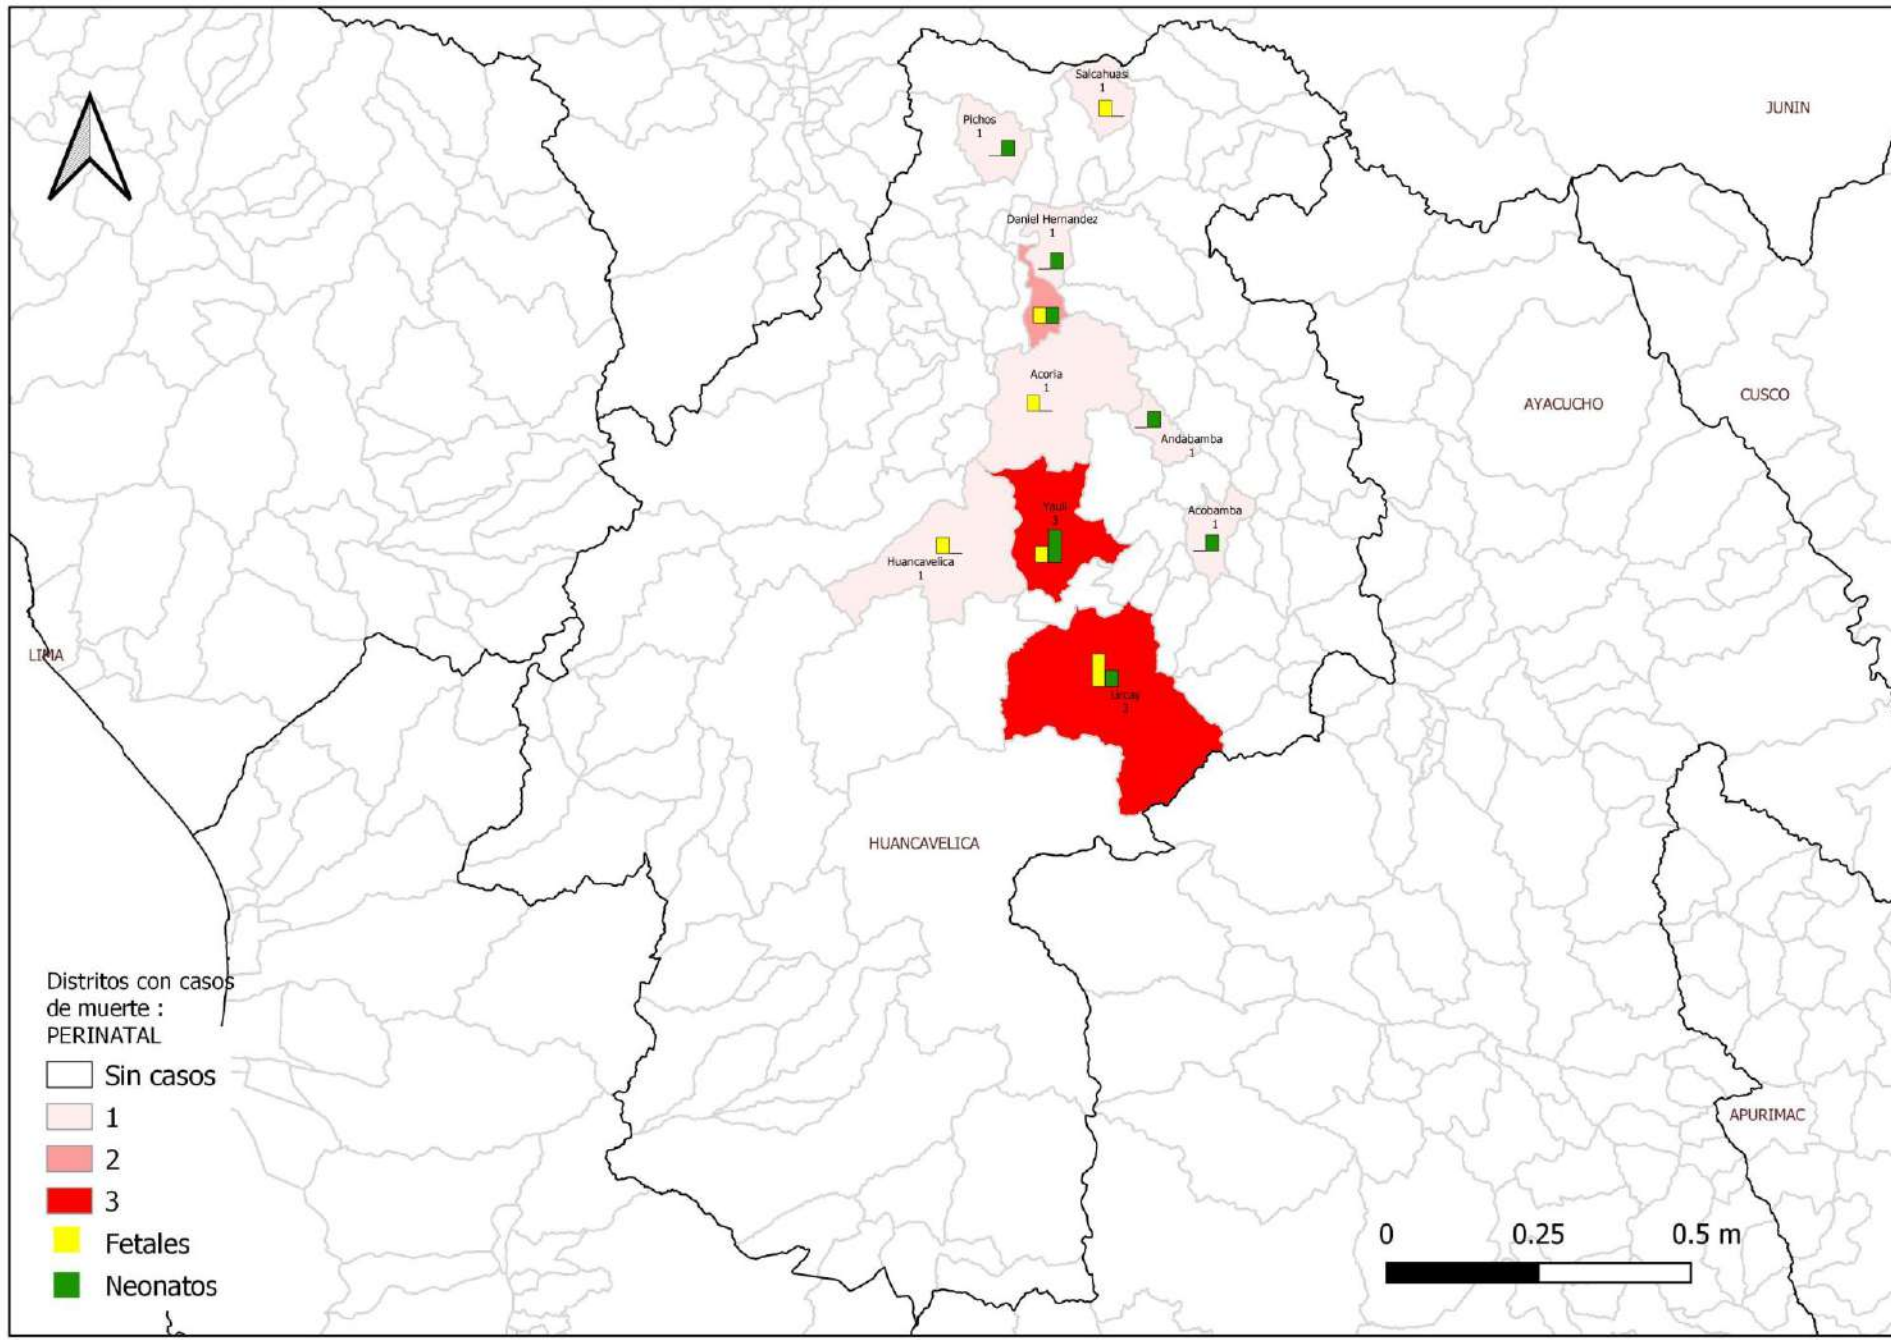 Salcahuasi
1
JUNIN
Pichos
1
Daniel Hernandez
1
Acoria
1
AYACUCHO
CUSCO
Andabamba
1
Yauli
3
Acobamba
1
Huancavelica
1
LIMA
Lircay
3
HUANCAVELICA
Distritos con casos
de muerte :
PERINATAL
Sin casos
1
2
3
Fetales
Neonatos
APURIMAC
0 0.25 0.5 m